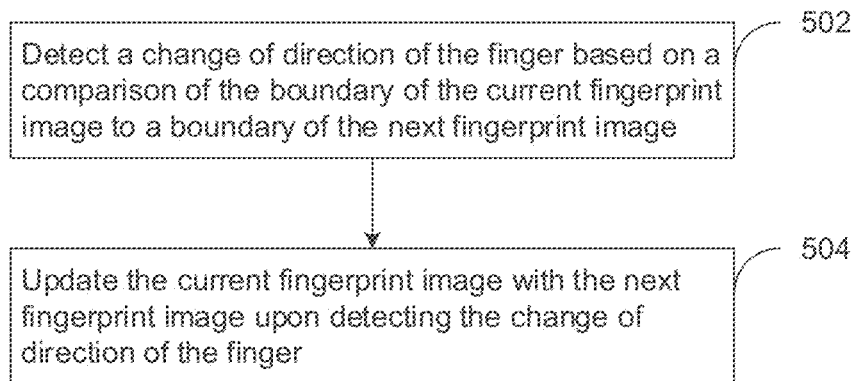 502
Detect a change of direction of the finger based on a
comparison of the boundary of the current fingerprint
image to a boundary of the next fingerprint image
504
Update the current fingerprint image with the next
fingerprint image upon detecting the change of
direction of the finger